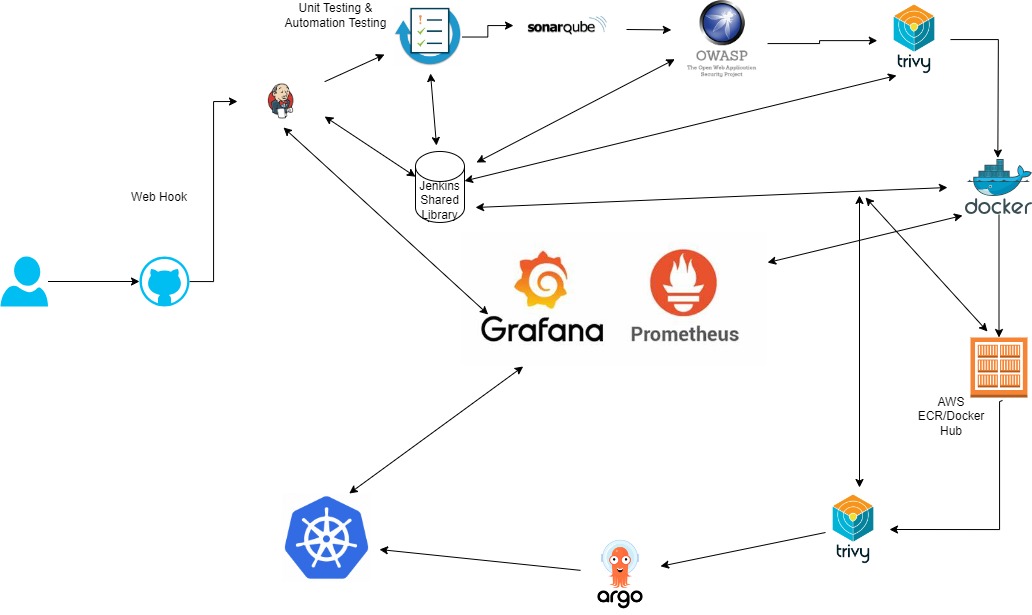 Unit Testing &
Automation Testing
sonarqube
OWASP
The Open Web Application
Security Project
trivy
Jenkins
Shared
Library
Web Hook
docker
Grafana
Prometheus
AWS
ECR/Docker
Hub
trivy
argo